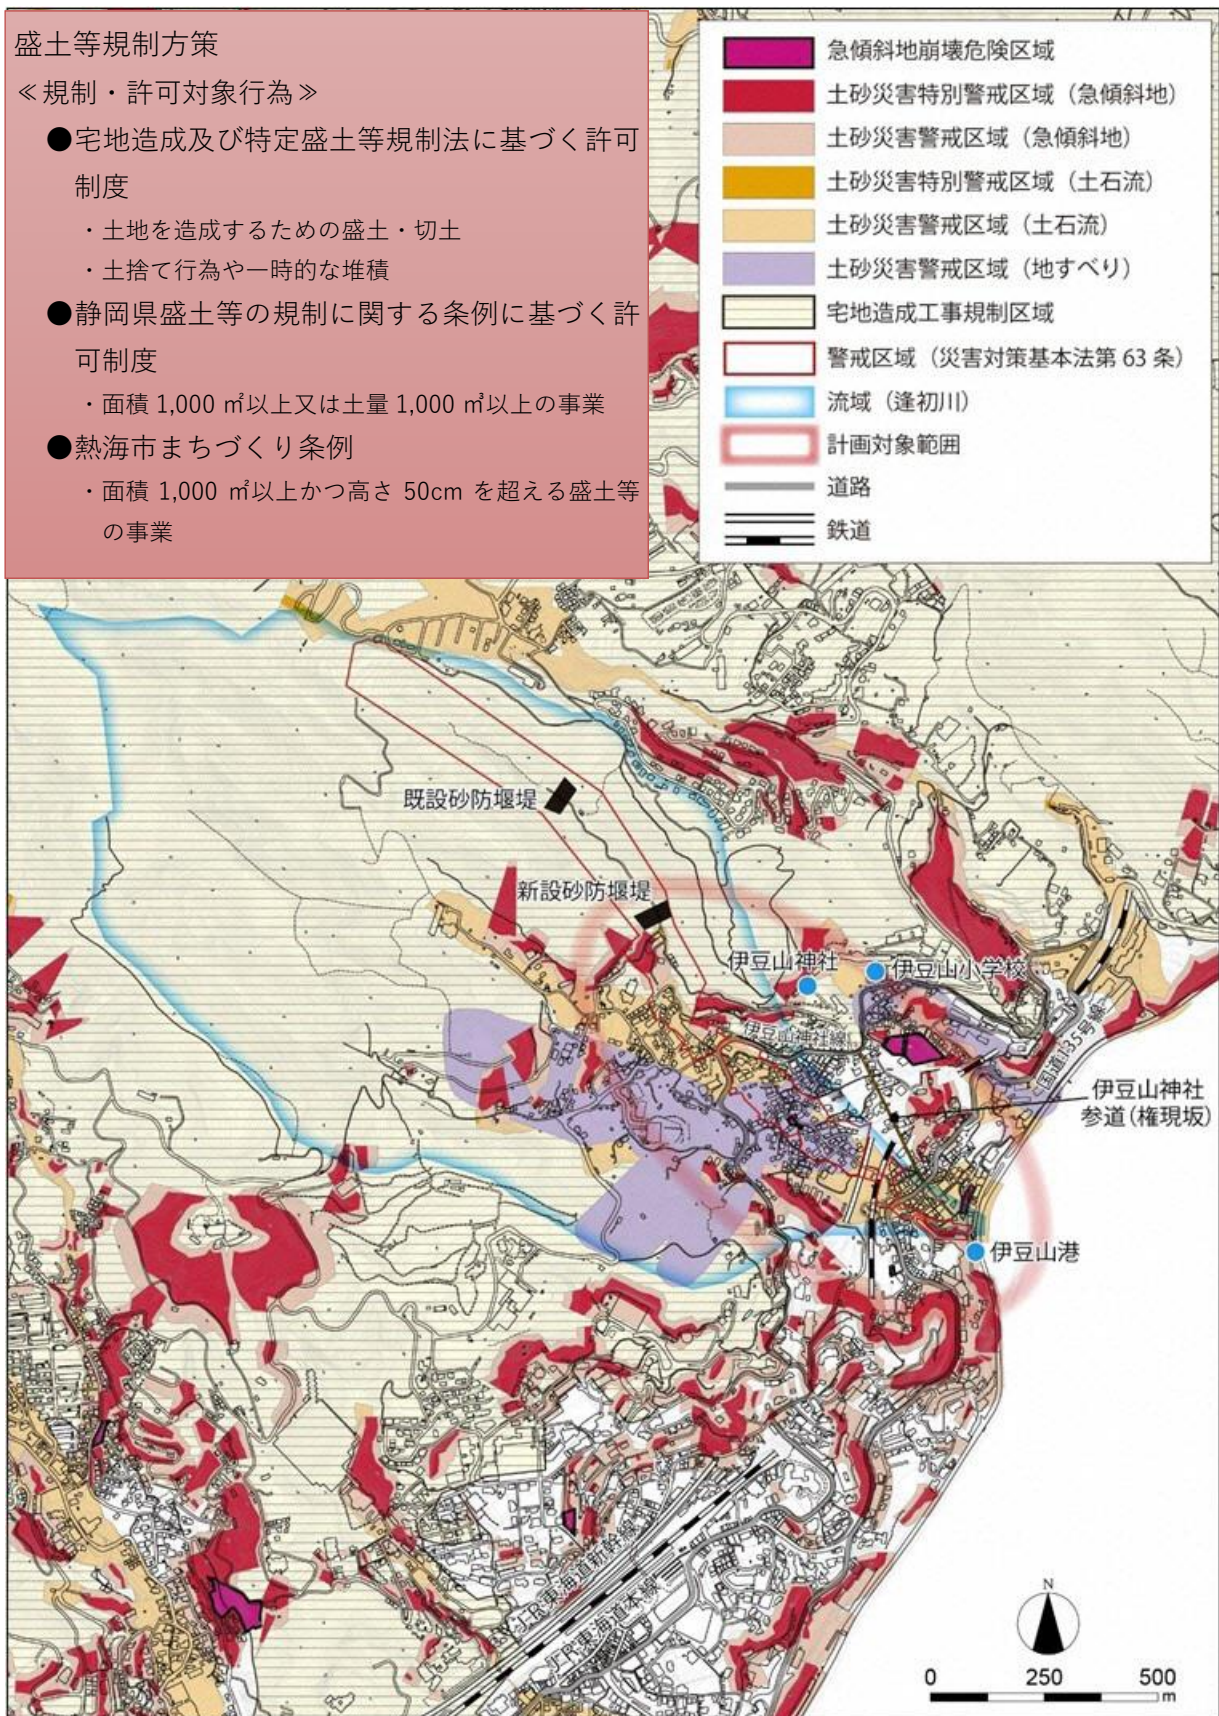 盛土等規制方策
≪規制・許可対象行為≫
●宅地造成及び特定盛土等規制法に基づく許可
制度
・土地を造成するための盛土・切土
・土捨て行為や一時的な堆積
●静岡県盛土等の規制に関する条例に基づく許
可制度
・面積 1,000 ㎡以上又は土量 1,000 ㎥以上の事業
●熱海市まちづくり条例
・面積 1,000 ㎡以上かつ高さ 50cm を超える盛土等
の事業
急傾斜地崩壊危険区域
土砂災害特別警戒区域（急傾斜地）
土砂災害警戒区域（急傾斜地）
土砂災害特別警戒区域（土石流）
土砂災害警戒区域（土石流）
土砂災害警戒区域（地すべり）
宅地造成工事規制区域
警戒区域（災害対策基本法第 63 条）
流域（逢初川）
計画対象範囲
道路
鉄道
既設砂防堰堤
新設砂防堰堤
伊豆山神社
伊豆山小学校
伊豆山神社線
国道135号線
伊豆山神社
参道（権現坂）
伊豆山港
JR東海道新幹線
JR東海道本線
N
0 250 500
m